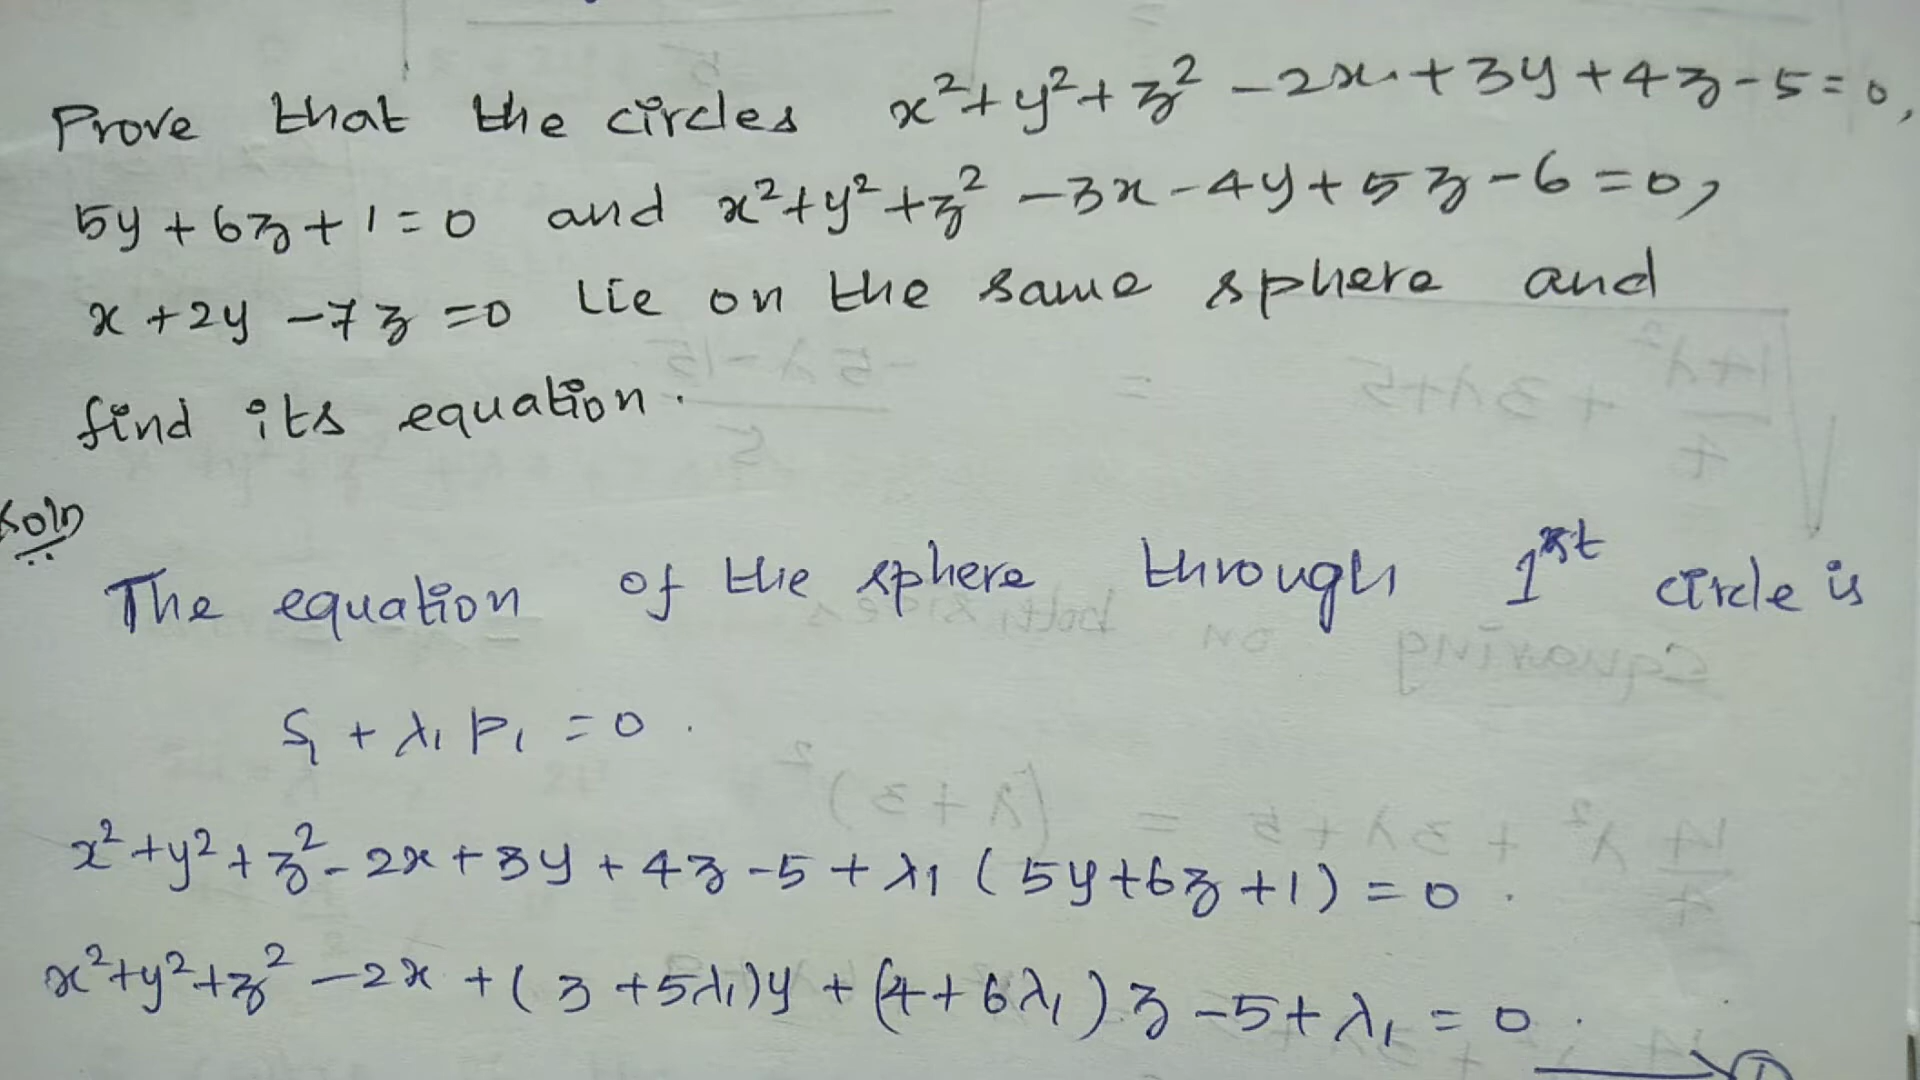 Prove that the circles x²+y²+z² -2x+3y+4z-5=0,
5y+6z+1=0 and x²+y²+z² -3x-4y+5z-6=0,
x+2y-7z=0 lie on the same sphere and
find its equation.
Soln
The equation of the sphere through 1st circle is
S₁ + λ₁ P₁ = 0.
x²+y²+z²-2x+3y+4z-5+λ₁(5y+6z+1)=0.
x²+y²+z²-2x+(3+5λ₁)y+(4+6λ₁)z-5+λ₁=0.